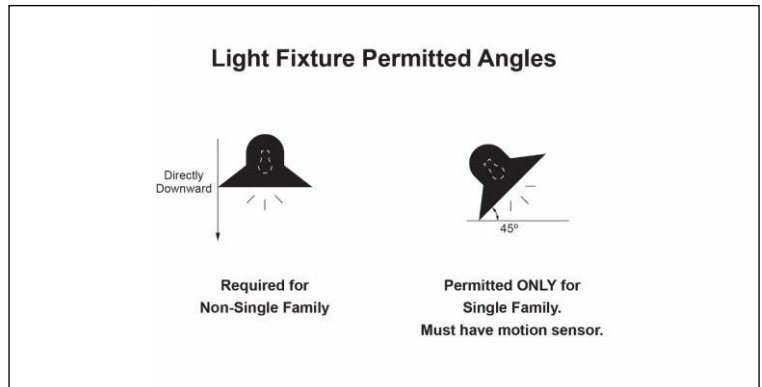 Light Fixture Permitted Angles
Directly
Downward
45º
Required for
Non-Single Family
Permitted ONLY for
Single Family.
Must have motion sensor.